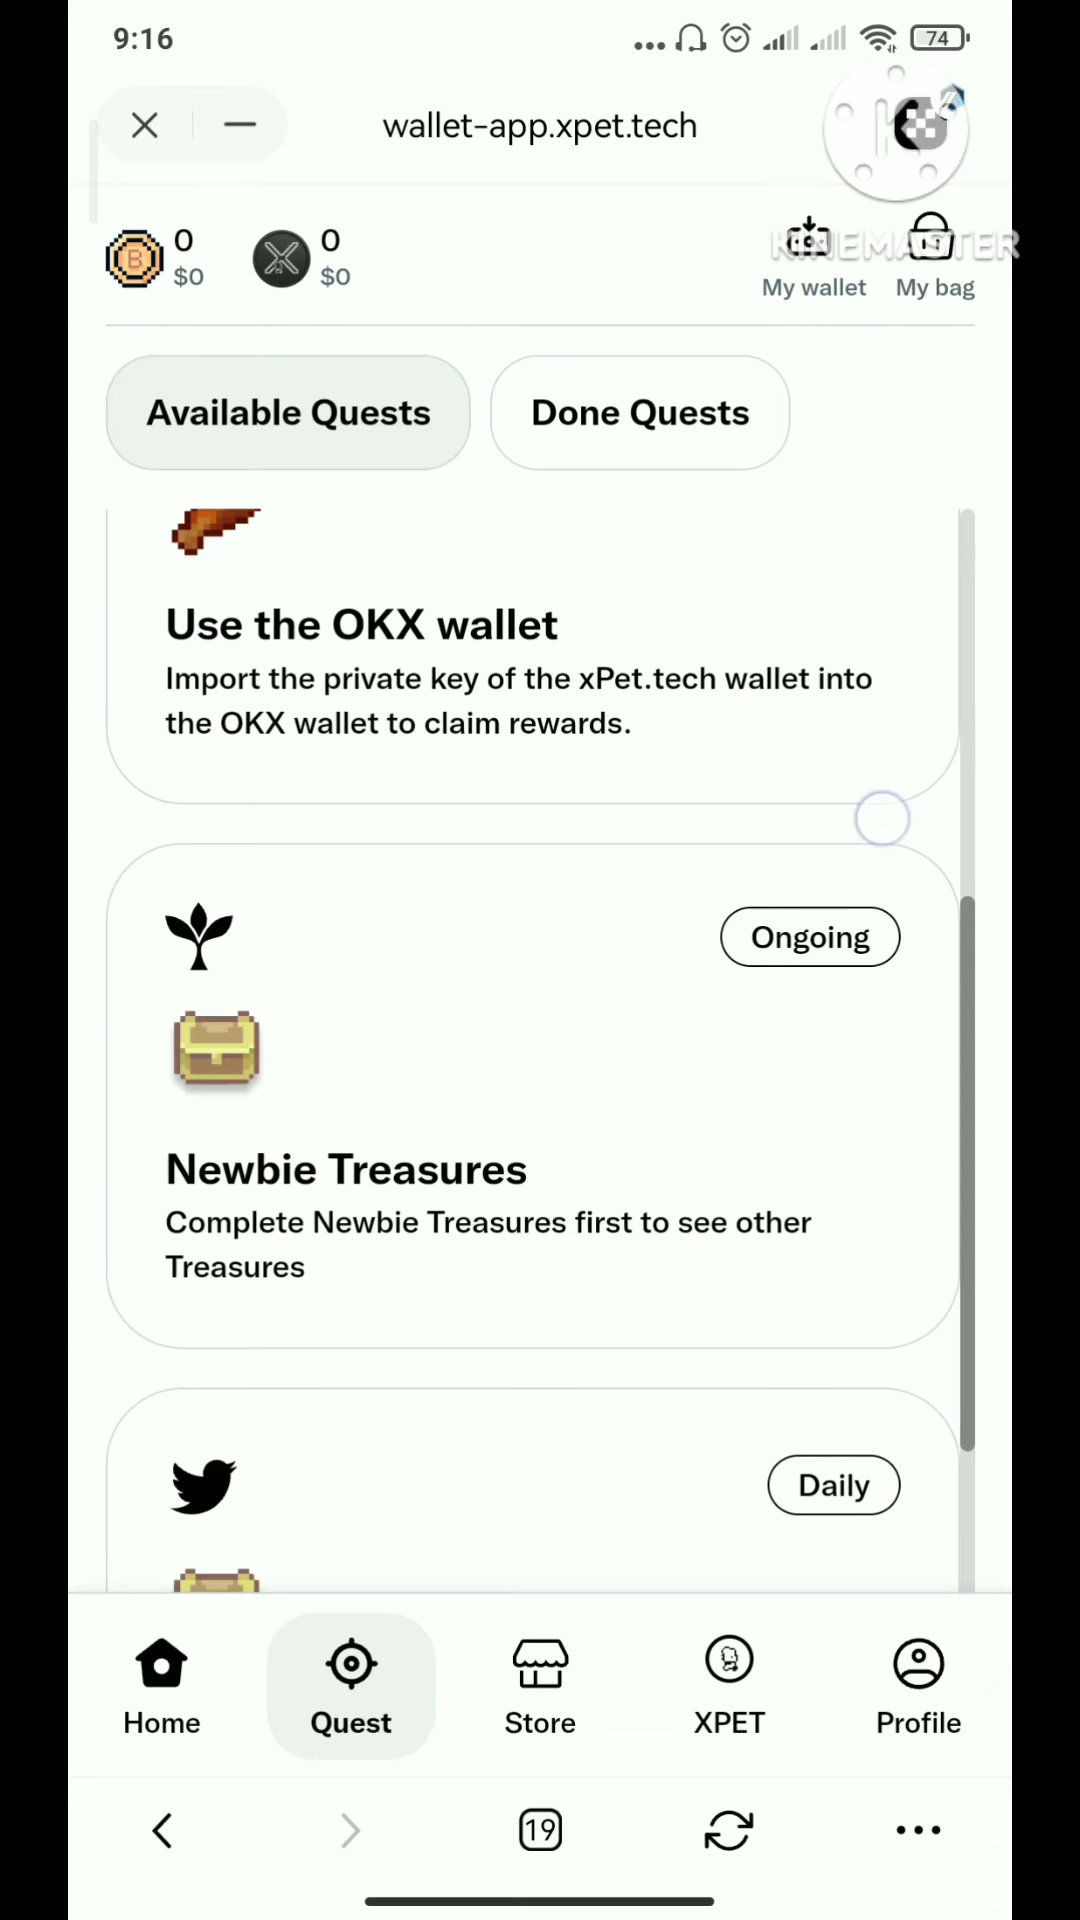 9:16
74
wallet-app.xpet.tech
KINEMASTER
0
$0
0
$0
My wallet
My bag
Available Quests
Done Quests
Use the OKX wallet
Import the private key of the xPet.tech wallet into
the OKX wallet to claim rewards.
Ongoing
Newbie Treasures
Complete Newbie Treasures first to see other
Treasures
Daily
Home
Quest
Store
XPET
Profile
19